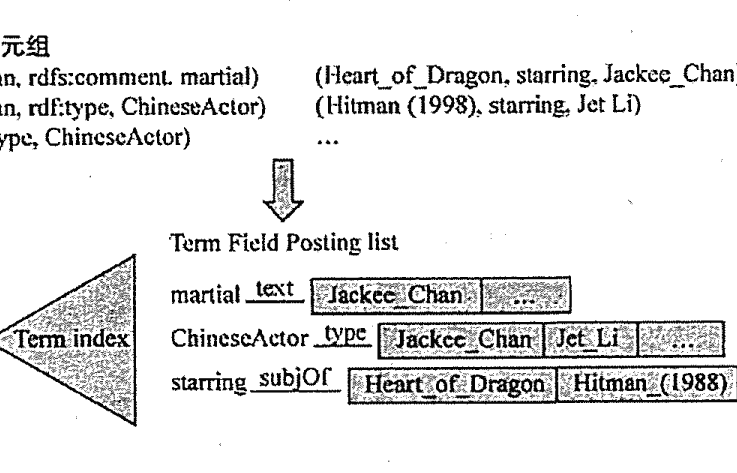 元组
an, rdfs:comment. martial) (Heart_of_Dragon, starring, Jackee_Chan)
an, rdf:type, ChineseActor) (Hitman (1998), starring, Jet Li)
ype, ChineseActor) ...
Term Field Posting list
martial text Jackee_Chan ...
Term index
ChineseActor type Jackee_Chan Jet_Li ...
starring subjOf Heart_of_Dragon Hitman_(1988)